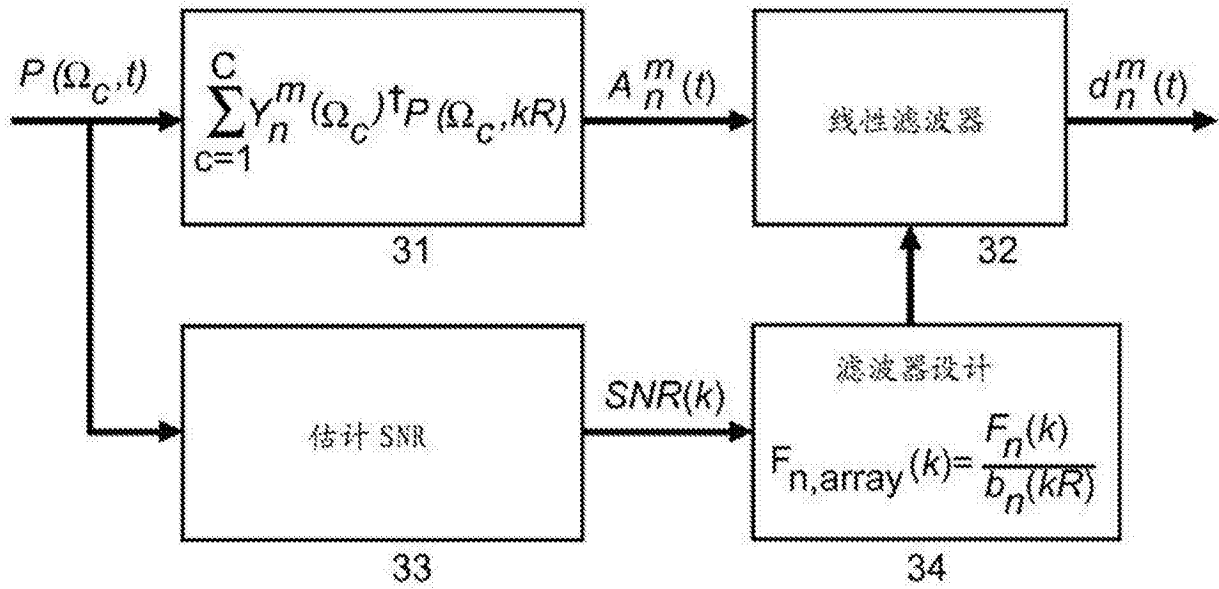 P(Ω_c,t)
∑_{c=1}^{C} Y_n^m(Ω_c)^† P(Ω_c,kR)
31
A_n^m(t)
线性滤波器
32
d_n^m(t)
估计 SNR
33
SNR(k)
滤波器设计
F_{n,array}(k)=F_n(k)/b_n(kR)
34